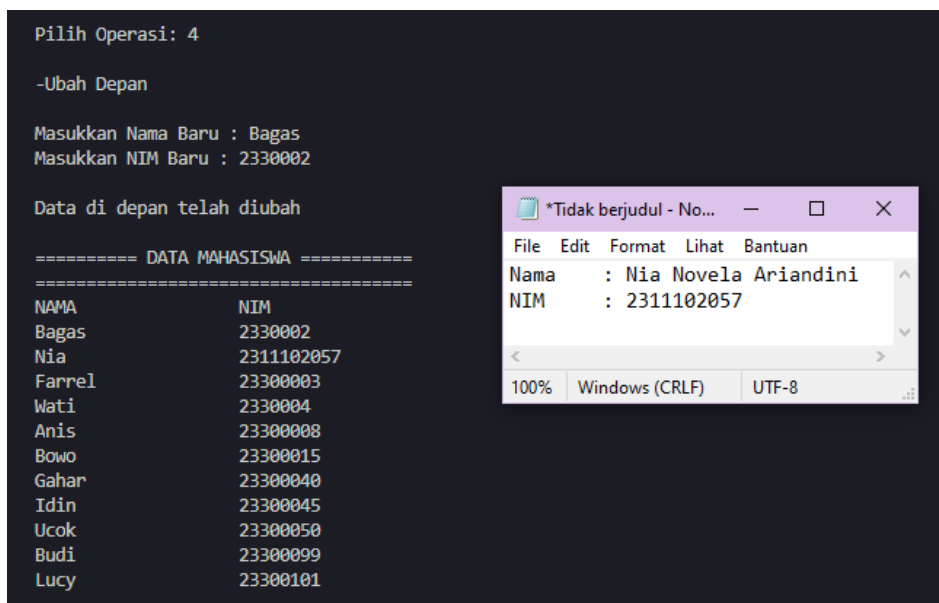 Pilih Operasi: 4
-Ubah Depan
Masukkan Nama Baru : Bagas
Masukkan NIM Baru : 2330002
Data di depan telah diubah
========== DATA MAHASISWA ===========
=====================================
NAMA NIM
Bagas 2330002
Nia 2311102057
Farrel 23300003
Wati 2330004
Anis 23300008
Bowo 23300015
Gahar 23300040
Idin 23300045
Ucok 23300050
Budi 23300099
Lucy 23300101
*Tidak berjudul - No...
File Edit Format Lihat Bantuan
Nama : Nia Novela Ariandini
NIM : 2311102057
100% Windows (CRLF) UTF-8